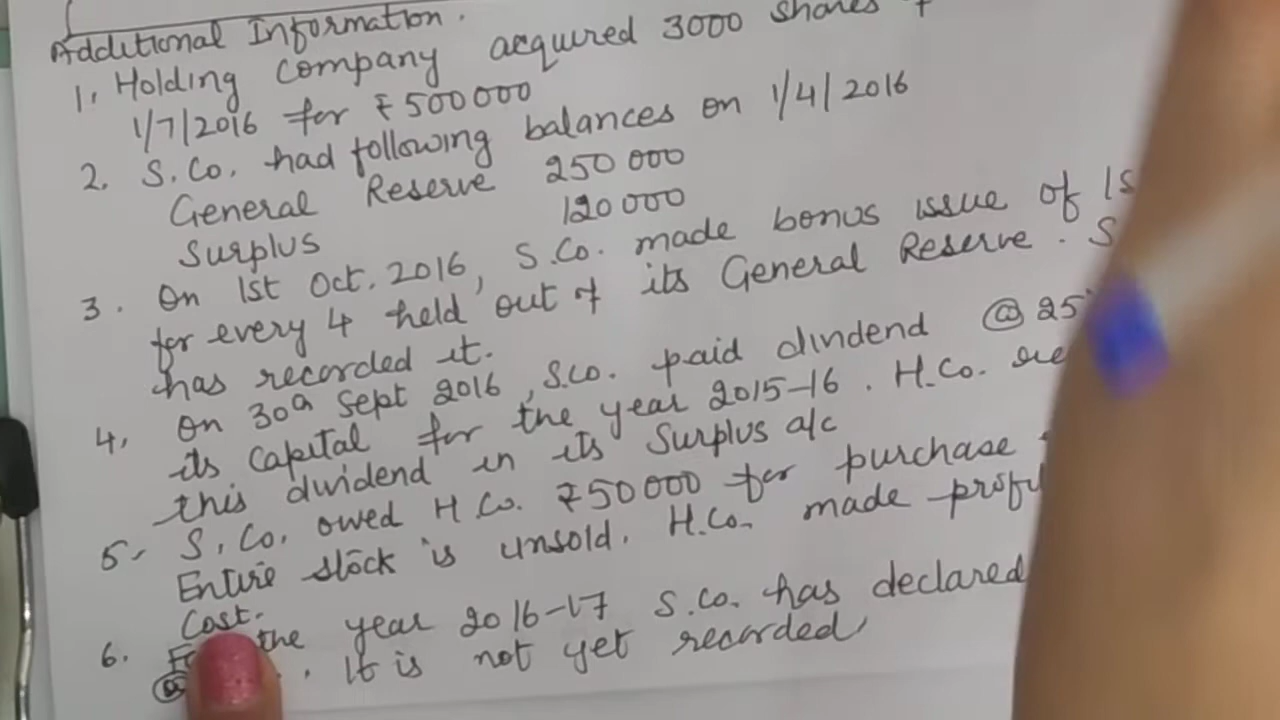 Additional Information.
1. Holding Company acquired 3000 shares
1/7/2016 for ₹500000
2. S.Co. had following balances on 1/4/2016
General Reserve 250000
Surplus 120000
3. On 1st Oct. 2016, S.Co. made bonus issue of
for every 4 held out of its General Reserve. S
has recorded it.
4. On 30th Sept 2016, S.Co. paid dividend @ 25
its capital for the year 2015-16. H.Co.
this dividend in its Surplus a/c
5. S.Co. owed H.Co. ₹50000 for purchase
Entire stock is unsold. H.Co. made
Cost.
6. the year 2016-17 S.Co. has declared
It is not yet recorded